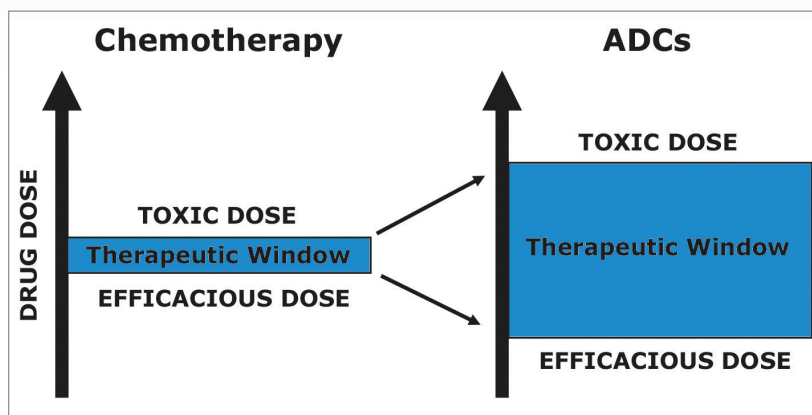 Chemotherapy
DRUG DOSE
TOXIC DOSE
Therapeutic Window
EFFICACIOUS DOSE
ADCs
TOXIC DOSE
Therapeutic Window
EFFICACIOUS DOSE